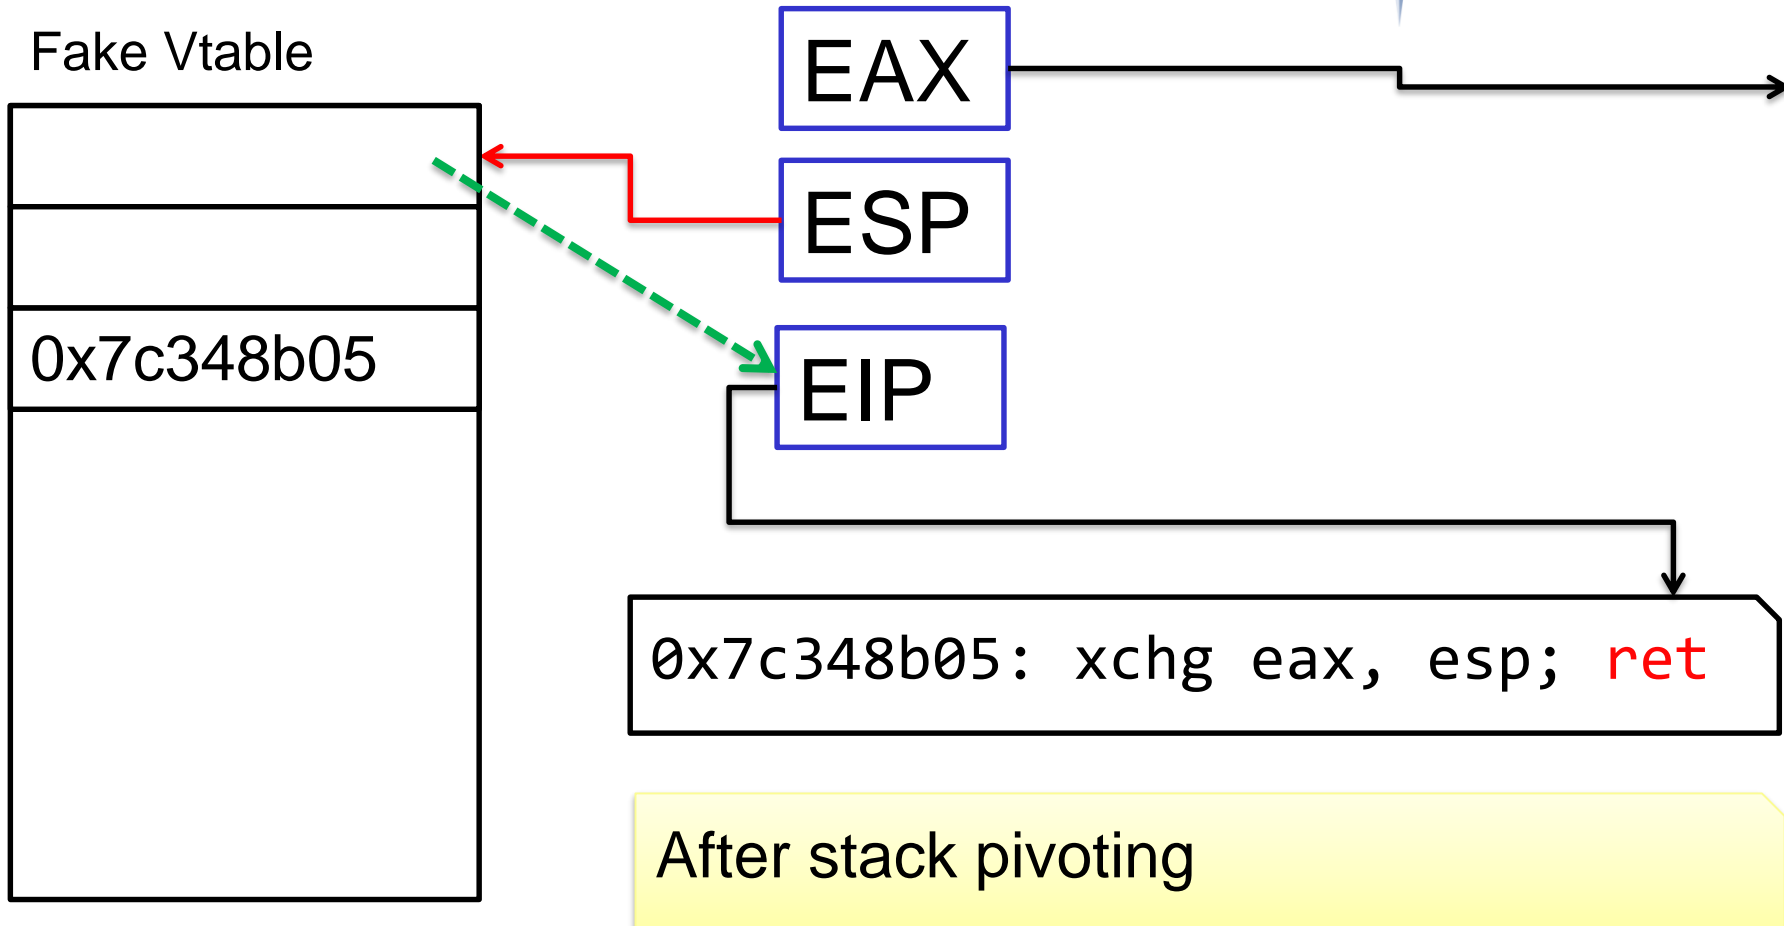 Fake Vtable
EAX
ESP
0x7c348b05
EIP
0x7c348b05: xchg eax, esp; ret
After stack pivoting